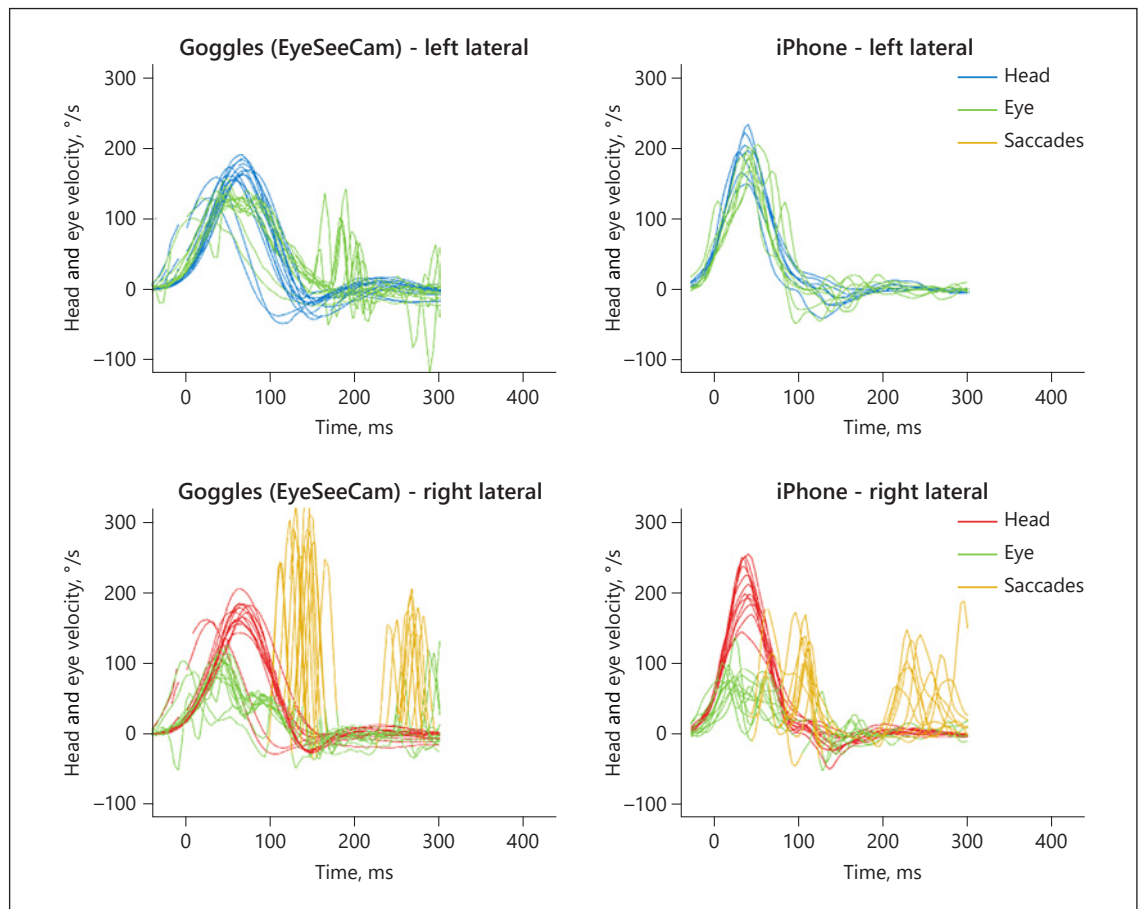 Goggles (EyeSeeCam) - left lateral
300
200
100
0
–100
Head and eye velocity, °/s
0 100 200 300 400
Time, ms
iPhone - left lateral
Head
Eye
Saccades
300
200
100
0
–100
Head and eye velocity, °/s
0 100 200 300 400
Time, ms
Goggles (EyeSeeCam) - right lateral
300
200
100
0
–100
Head and eye velocity, °/s
0 100 200 300 400
Time, ms
iPhone - right lateral
Head
Eye
Saccades
300
200
100
0
–100
Head and eye velocity, °/s
0 100 200 300 400
Time, ms